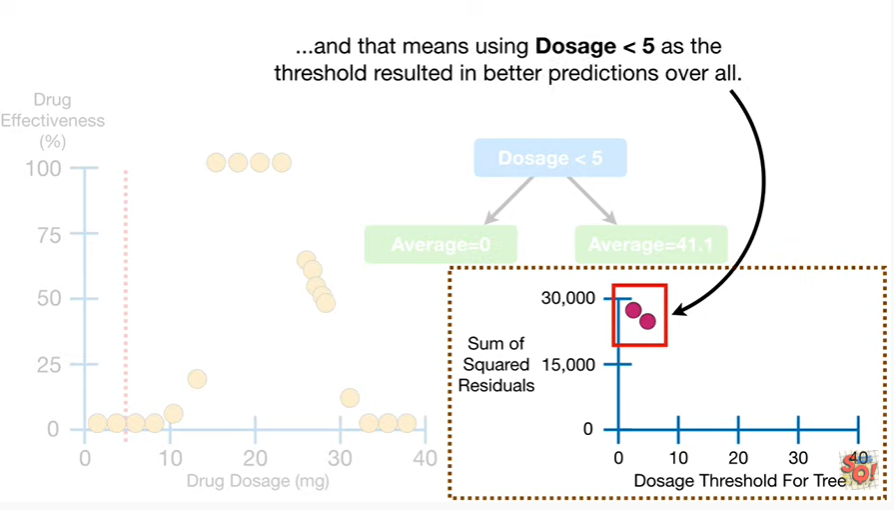 ...and that means using Dosage < 5 as the
threshold resulted in better predictions over all.
Drug
Effectiveness
(%)
100
75
50
25
0
0 10 20 30 40
Drug Dosage (mg)
Dosage < 5
Average=0
Average=41.1
Sum of
Squared
Residuals
30,000
15,000
0
0 10 20 30 40
Dosage Threshold For Tree
SQ!